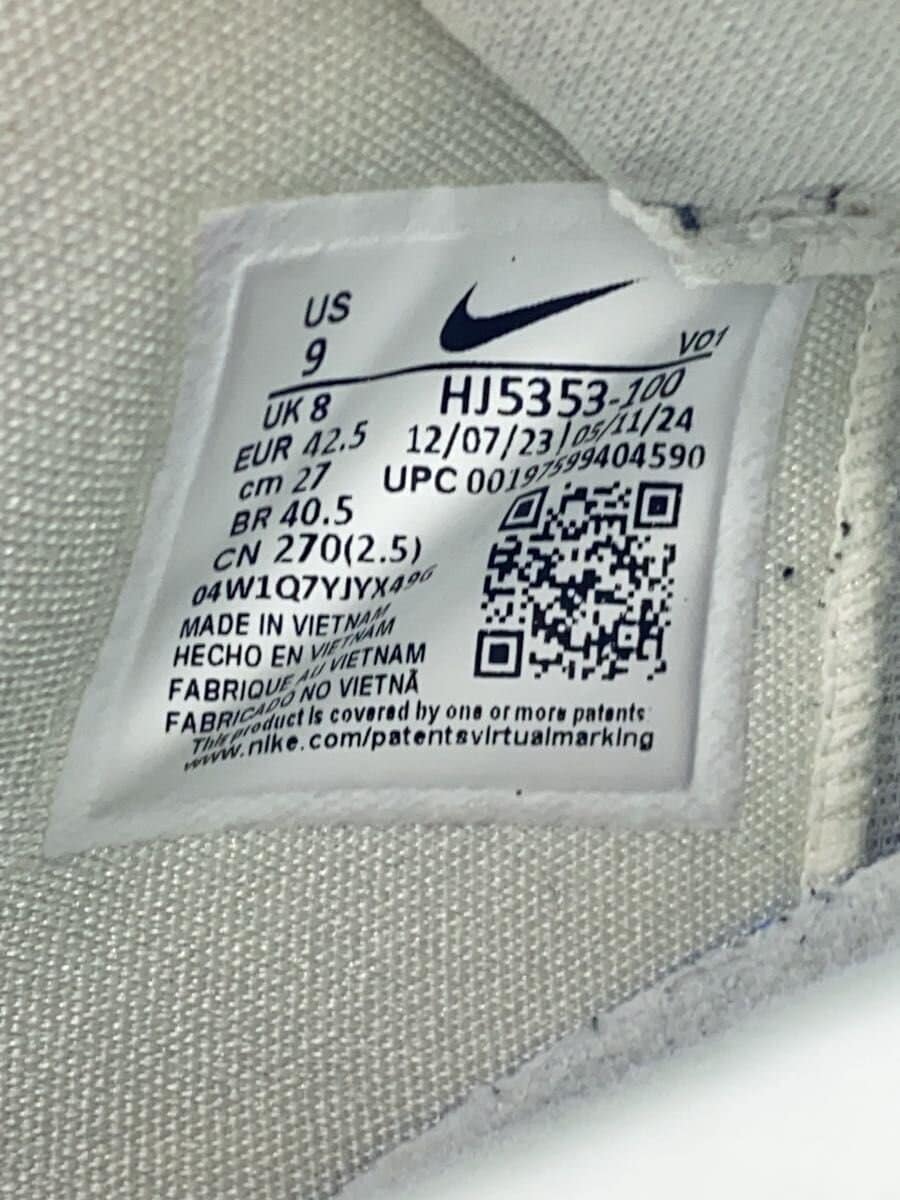 US
9
UK 8
EUR 42.5
cm 27
BR 40.5
CN 270(2.5)
V01
HJ5353-100
12/07/23 05/11/24
UPC 00197599404590
04W1Q7YJYX496
MADE IN VIETNAM
HECHO EN VIETNAM
FABRIQUE AU VIETNAM
FABRICADO NO VIETNÃ
This product is covered by one or more patents
www.nike.com/patentsvirtualmarking